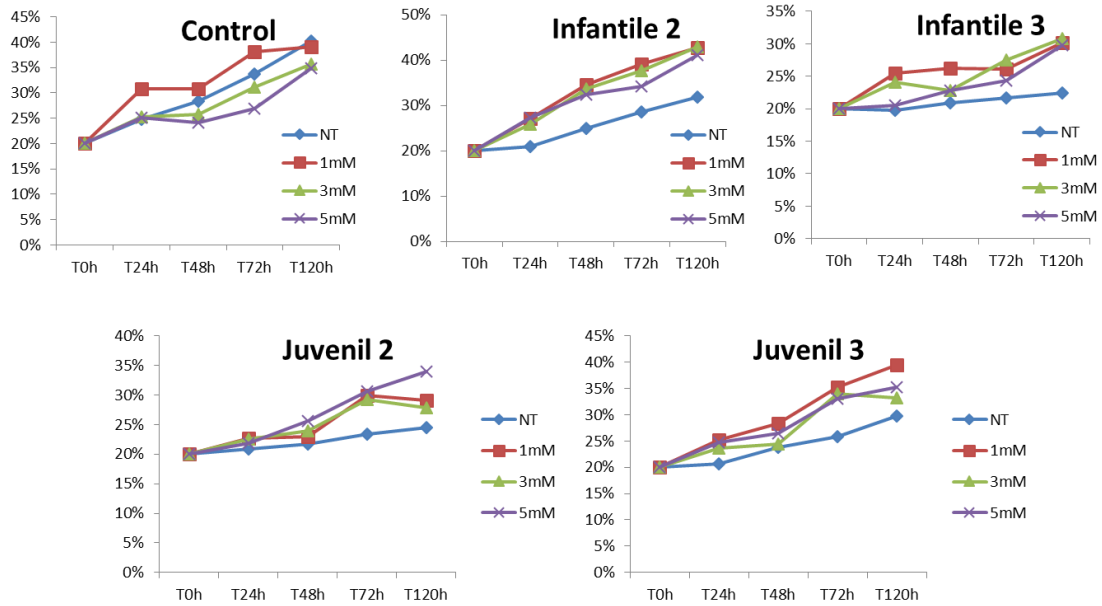 Control
45%
40%
35%
30%
25%
20%
15%
10%
5%
0%
T0h T24h T48h T72h T120h
NT
1mM
3mM
5mM
Infantile 2
50%
40%
30%
20%
10%
0%
T0h T24h T48h T72h T120h
NT
1mM
3mM
5mM
Infantile 3
35%
30%
25%
20%
15%
10%
5%
0%
T0h T24h T48h T72h T120h
NT
1mM
3mM
5mM
Juvenil 2
40%
35%
30%
25%
20%
15%
10%
5%
0%
T0h T24h T48h T72h T120h
NT
1mM
3mM
5mM
Juvenil 3
45%
40%
35%
30%
25%
20%
15%
10%
5%
0%
T0h T24h T48h T72h T120h
NT
1mM
3mM
5mM